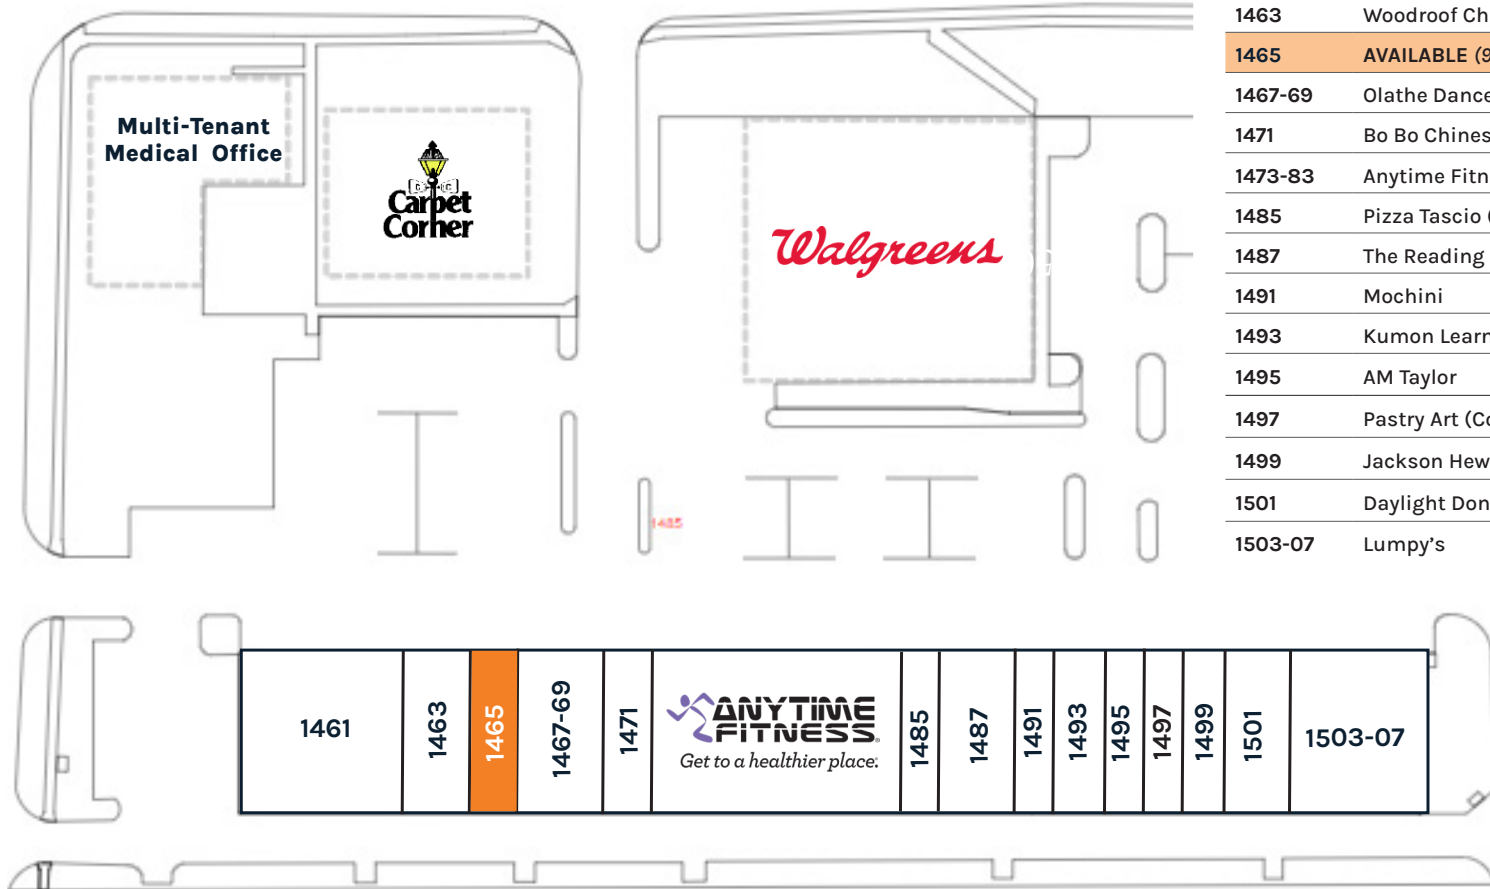 1463 Woodroof Ch
1465 AVAILABLE (9
1467-69 Olathe Dance
1471 Bo Bo Chines
1473-83 Anytime Fitn
1485 Pizza Tascio (
1487 The Reading
1491 Mochini
1493 Kumon Learn
1495 AM Taylor
1497 Pastry Art (Co
1499 Jackson Hew
1501 Daylight Don
1503-07 Lumpy’s
Multi-Tenant
Medical Office
Carpet
Corner
Walgreens
1485
1461
1463
1465
1467-69
1471
ANYTIME
FITNESS
Get to a healthier place.
1485
1487
1491
1493
1495
1497
1499
1501
1503-07